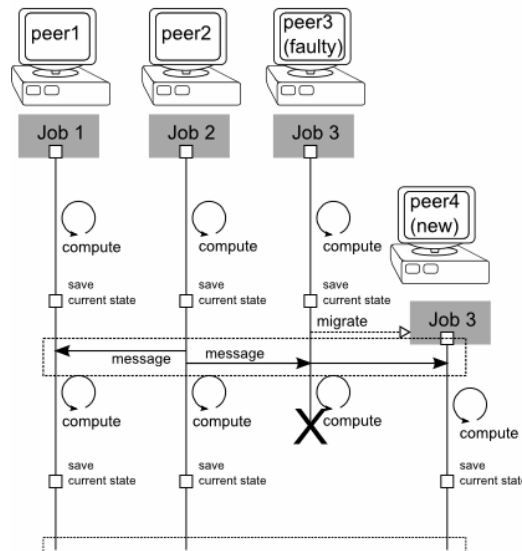 peer1
peer2
peer3
(faulty)
Job 1
Job 2
Job 3
peer4
(new)
compute
compute
compute
save
current state
save
current state
save
current state
migrate
Job 3
message
message
compute
compute
compute
compute
save
current state
save
current state
save
current stat